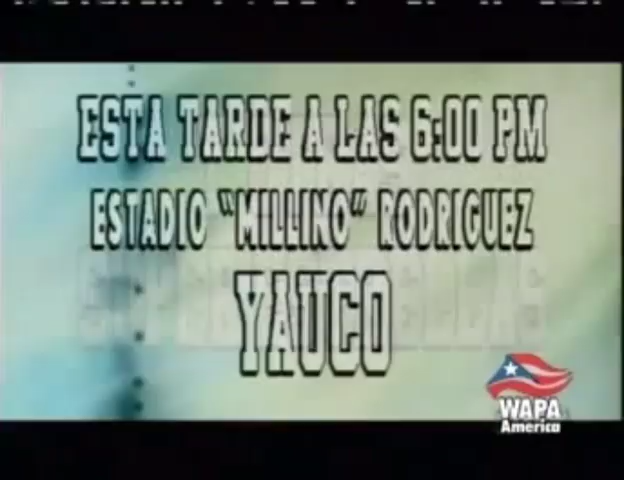 ESTA TARDE A LAS 6:00 PM
ESTADIO "MILLINO" RODRIGUEZ
YAUCO
WAPA
America